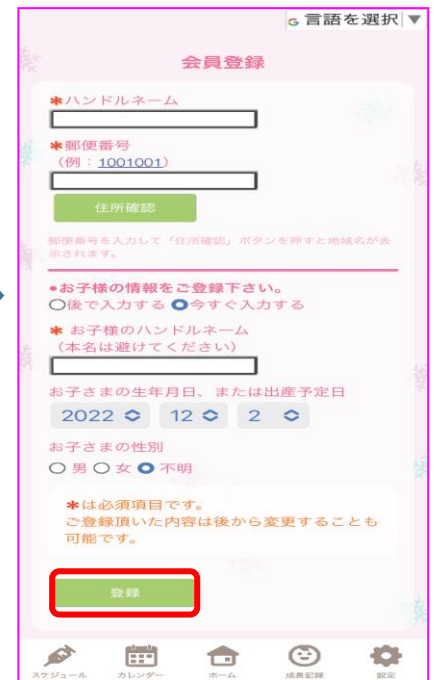 G 言語を選択 ▼
会員登録
*ハンドルネーム
*郵便番号
(例：1001001)
住所確認
郵便番号を入力して「住所確認」ボタンを押すと地域名が表
示されます。
•お子様の情報をご登録下さい。
後で入力する 今すぐ入力する
* お子様のハンドルネーム
(本名は避けてください)
お子さまの生年月日、または出産予定日
2022 12 2
お子さまの性別
男 女 不明
*は必須項目です。
ご登録頂いた内容は後から変更することも
可能です。
登録
スケジュール カレンダー ホーム 成長記録 設定